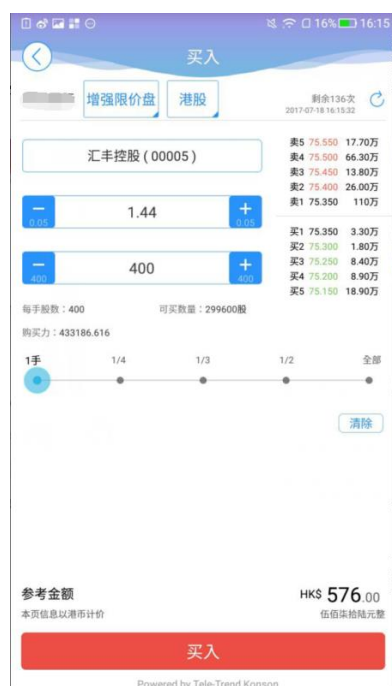 16% 16:15
买入
增强限价盘 港股 剩余136次
2017-07-18 16:15:32
汇丰控股 ( 00005 )
卖5 75.550 17.70万
卖4 75.500 66.30万
卖3 75.450 13.80万
卖2 75.400 26.00万
卖1 75.350 110万
－ 1.44 ＋
0.05 0.05
买1 75.350 3.30万
买2 75.300 1.80万
买3 75.250 8.40万
买4 75.200 8.90万
买5 75.150 18.90万
－ 400 ＋
400 400
每手股数：400 可买数量：299600股
购买力：433186.616
1手 1/4 1/3 1/2 全部
清除
参考金额 HK$ 576.00
本页信息以港币计价 伍佰柒拾陆元整
买入
Powered by Tele-Trend Konson